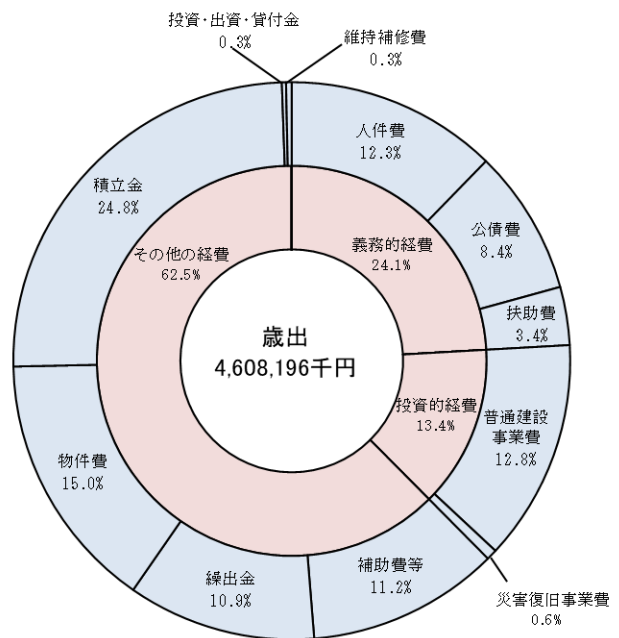 投資・出資・貸付金
0.3%
維持補修費
0.3%
人件費
12.3%
積立金
24.8%
公債費
8.4%
義務的経費
24.1%
その他の経費
62.5%
扶助費
3.4%
歳出
4,608,196千円
投資的経費
13.4%
普通建設
事業費
12.8%
物件費
15.0%
補助費等
11.2%
繰出金
10.9%
災害復旧事業費
0.6%